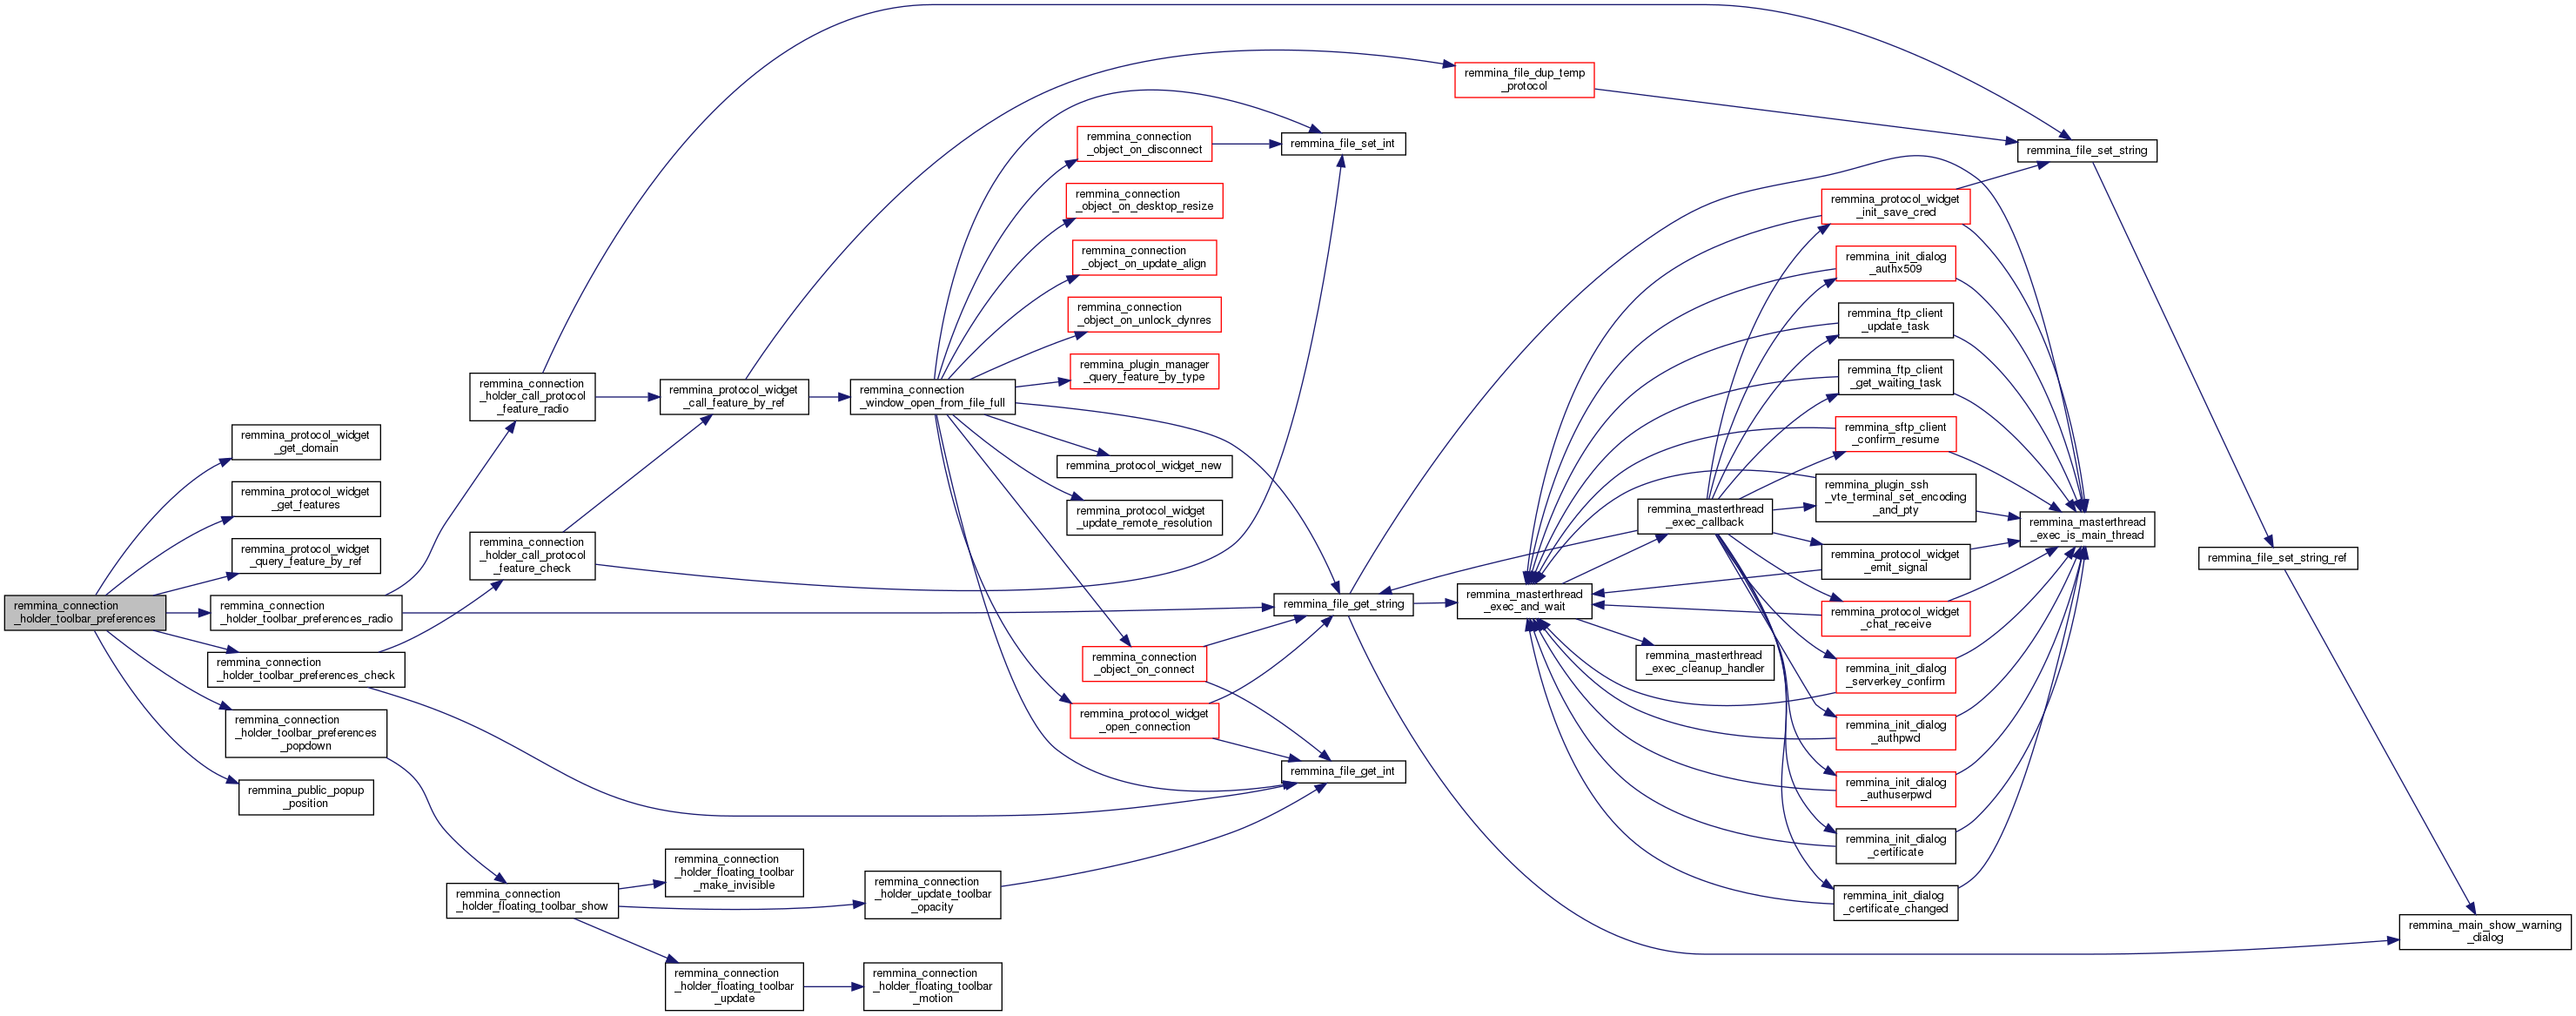 remmina_connection
_holder_toolbar_preferences
remmina_protocol_widget
_get_domain
remmina_protocol_widget
_get_features
remmina_protocol_widget
_query_feature_by_ref
remmina_connection
_holder_toolbar_preferences_radio
remmina_connection
_holder_toolbar_preferences_check
remmina_connection
_holder_toolbar_preferences
_popdown
remmina_public_popup
_position
remmina_connection
_holder_call_protocol
_feature_radio
remmina_connection
_holder_call_protocol
_feature_check
remmina_connection
_holder_floating_toolbar_show
remmina_protocol_widget
_call_feature_by_ref
remmina_connection
_holder_floating_toolbar
_make_invisible
remmina_connection
_holder_floating_toolbar
_update
remmina_connection
_window_open_from_file_full
remmina_connection
_holder_update_toolbar
_opacity
remmina_connection
_holder_floating_toolbar
_motion
remmina_connection
_object_on_disconnect
remmina_connection
_object_on_desktop_resize
remmina_connection
_object_on_update_align
remmina_connection
_object_on_unlock_dynres
remmina_plugin_manager
_query_feature_by_type
remmina_protocol_widget_new
remmina_protocol_widget
_update_remote_resolution
remmina_connection
_object_on_connect
remmina_protocol_widget
_open_connection
remmina_file_set_int
remmina_file_get_string
remmina_file_get_int
remmina_file_dup_temp
_protocol
remmina_masterthread
_exec_and_wait
remmina_masterthread
_exec_callback
remmina_masterthread
_exec_cleanup_handler
remmina_protocol_widget
_init_save_cred
remmina_init_dialog
_authx509
remmina_ftp_client
_update_task
remmina_ftp_client
_get_waiting_task
remmina_sftp_client
_confirm_resume
remmina_plugin_ssh
_vte_terminal_set_encoding
_and_pty
remmina_protocol_widget
_emit_signal
remmina_protocol_widget
_chat_receive
remmina_init_dialog
_serverkey_confirm
remmina_init_dialog
_authpwd
remmina_init_dialog
_authuserpwd
remmina_init_dialog
_certificate
remmina_init_dialog
_certificate_changed
remmina_file_set_string
remmina_masterthread
_exec_is_main_thread
remmina_file_set_string_ref
remmina_main_show_warning
_dialog